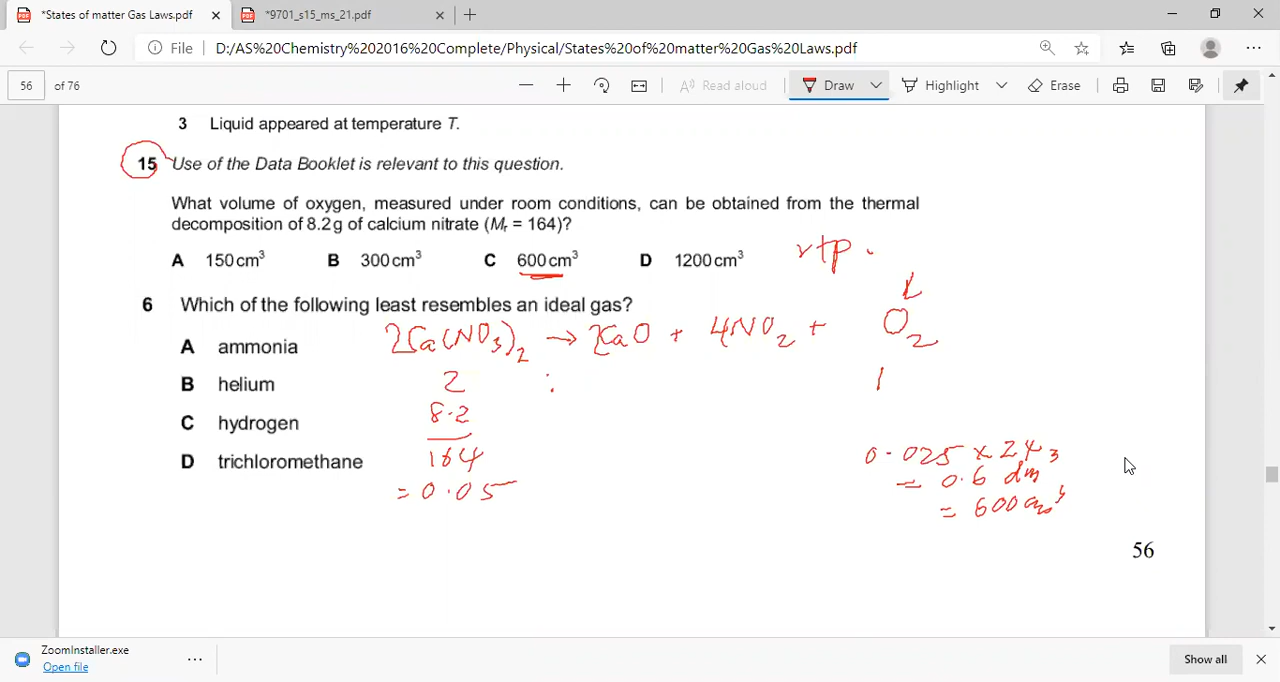 *States of matter Gas Laws.pdf
*9701_s15_ms_21.pdf
File
D:/AS%20Chemistry%202016%20Complete/Physical/States%20of%20matter%20Gas%20Laws.pdf
56 of 76
Read aloud
Draw
Highlight
Erase
3 Liquid appeared at temperature T.
15 Use of the Data Booklet is relevant to this question.
What volume of oxygen, measured under room conditions, can be obtained from the thermal
decomposition of 8.2 g of calcium nitrate (Mr = 164)?
A 150 cm³ B 300 cm³ C 600 cm³ D 1200 cm³
rtp.
6 Which of the following least resembles an ideal gas?
2Ca(NO₃)₂ → 2CaO + 4NO₂ + O₂
A ammonia
B helium
C hydrogen
D trichloromethane
2 : 1
8.2
164
= 0.05
0.025 × 24
= 0.6 dm³
= 600 cm³
56
ZoomInstaller.exe
Open file
Show all